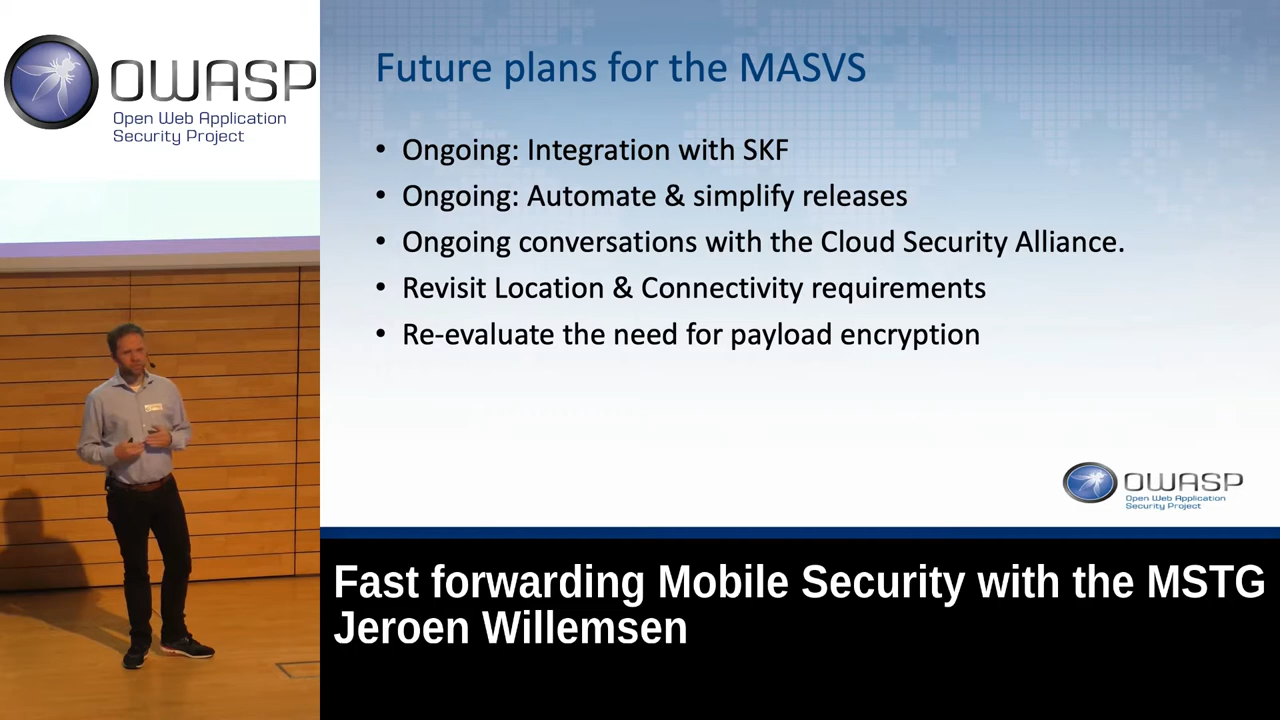 OWASP
Open Web Application
Security Project
Future plans for the MASVS
• Ongoing: Integration with SKF
• Ongoing: Automate & simplify releases
• Ongoing conversations with the Cloud Security Alliance.
• Revisit Location & Connectivity requirements
• Re-evaluate the need for payload encryption
OWASP
Open Web Application
Security Project
Fast forwarding Mobile Security with the MSTG
Jeroen Willemsen